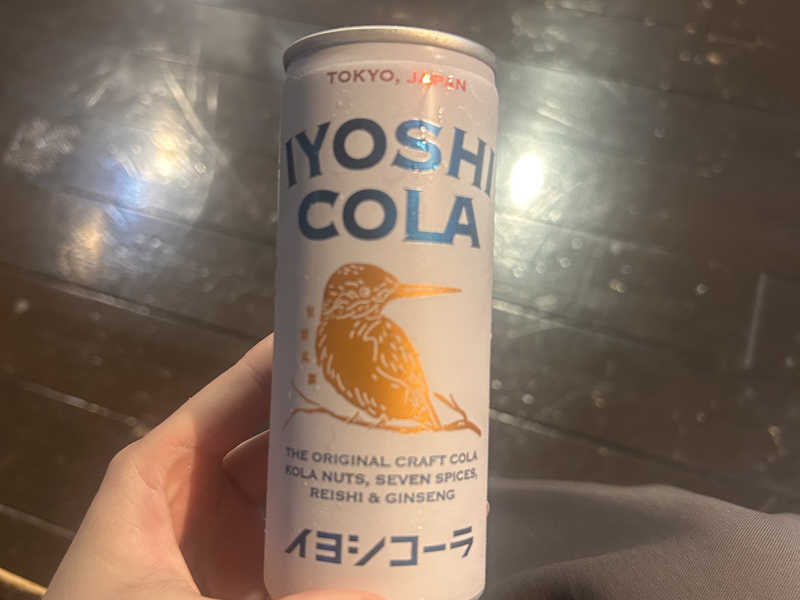 TOKYO, JAPAN
IYOSHI
COLA
THE ORIGINAL CRAFT COLA
KOLA NUTS, SEVEN SPICES,
REISHI & GINSENG
イヨシコーラ